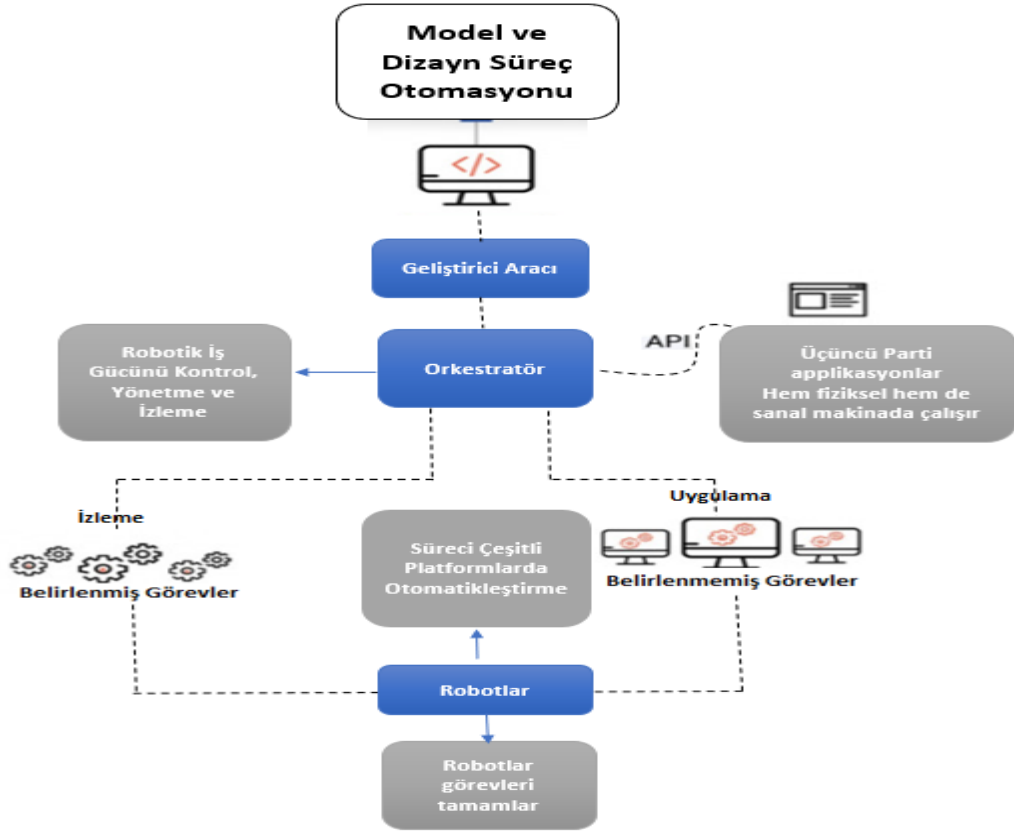 Model ve
Dizayn Süreç
Otomasyonu
</>
Geliştirici Aracı
Robotik İş
Gücünü Kontrol,
Yönetme ve
İzleme
Orkestratör
API
Üçüncü Parti
applikasyonlar
Hem fiziksel hem de
sanal makinada çalışır
İzleme
Belirlenmiş Görevler
Süreci Çeşitli
Platformlarda
Otomatikleştirme
Uygulama
Belirlenmemiş Görevler
Robotlar
Robotlar
görevleri
tamamlar